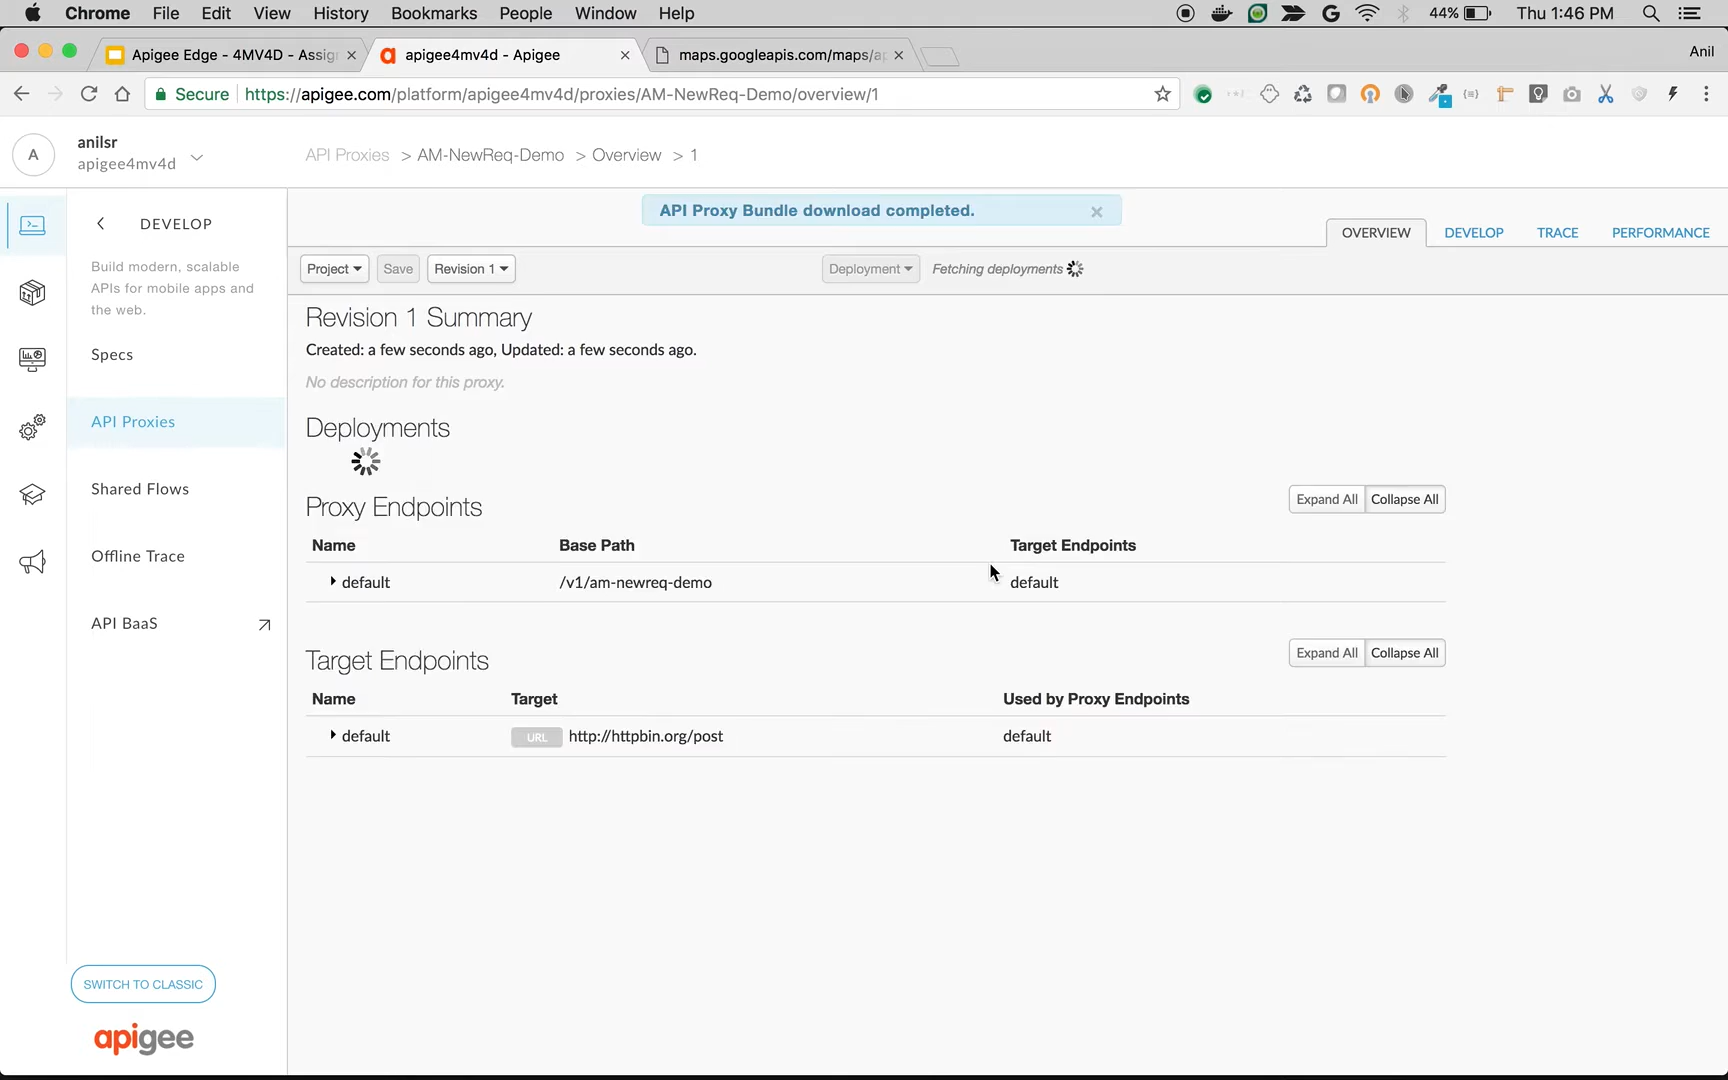 Chrome File Edit View History Bookmarks People Window Help 44% Thu 1:46 PM
Apigee Edge - 4MV4D - Assig apigee4mv4d - Apigee maps.googleapis.com/maps/ap Anil
Secure https://apigee.com/platform/apigee4mv4d/proxies/AM-NewReq-Demo/overview/1
A
anilsr
apigee4mv4d
API Proxies > AM-NewReq-Demo > Overview > 1
DEVELOP
Build modern, scalable
APIs for mobile apps and
the web.
Specs
API Proxies
Shared Flows
Offline Trace
API BaaS
SWITCH TO CLASSIC
apigee
API Proxy Bundle download completed.
OVERVIEW DEVELOP TRACE PERFORMANCE
Project Save Revision 1 Deployment Fetching deployments
Revision 1 Summary
Created: a few seconds ago, Updated: a few seconds ago.
No description for this proxy.
Deployments
Proxy Endpoints Expand All Collapse All
Name Base Path Target Endpoints
default /v1/am-newreq-demo default
Target Endpoints Expand All Collapse All
Name Target Used by Proxy Endpoints
default URL http://httpbin.org/post default